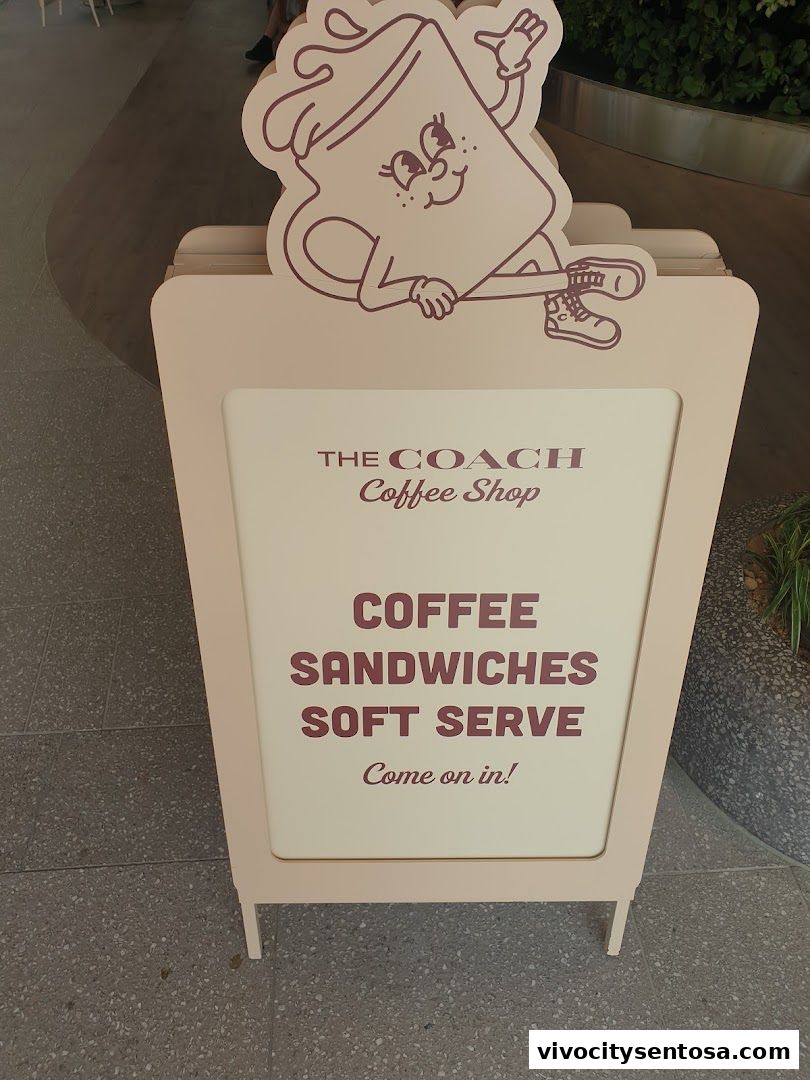 THE COACH
Coffee Shop
COFFEE
SANDWICHES
SOFT SERVE
Come on in!
vivocitysentosa.com